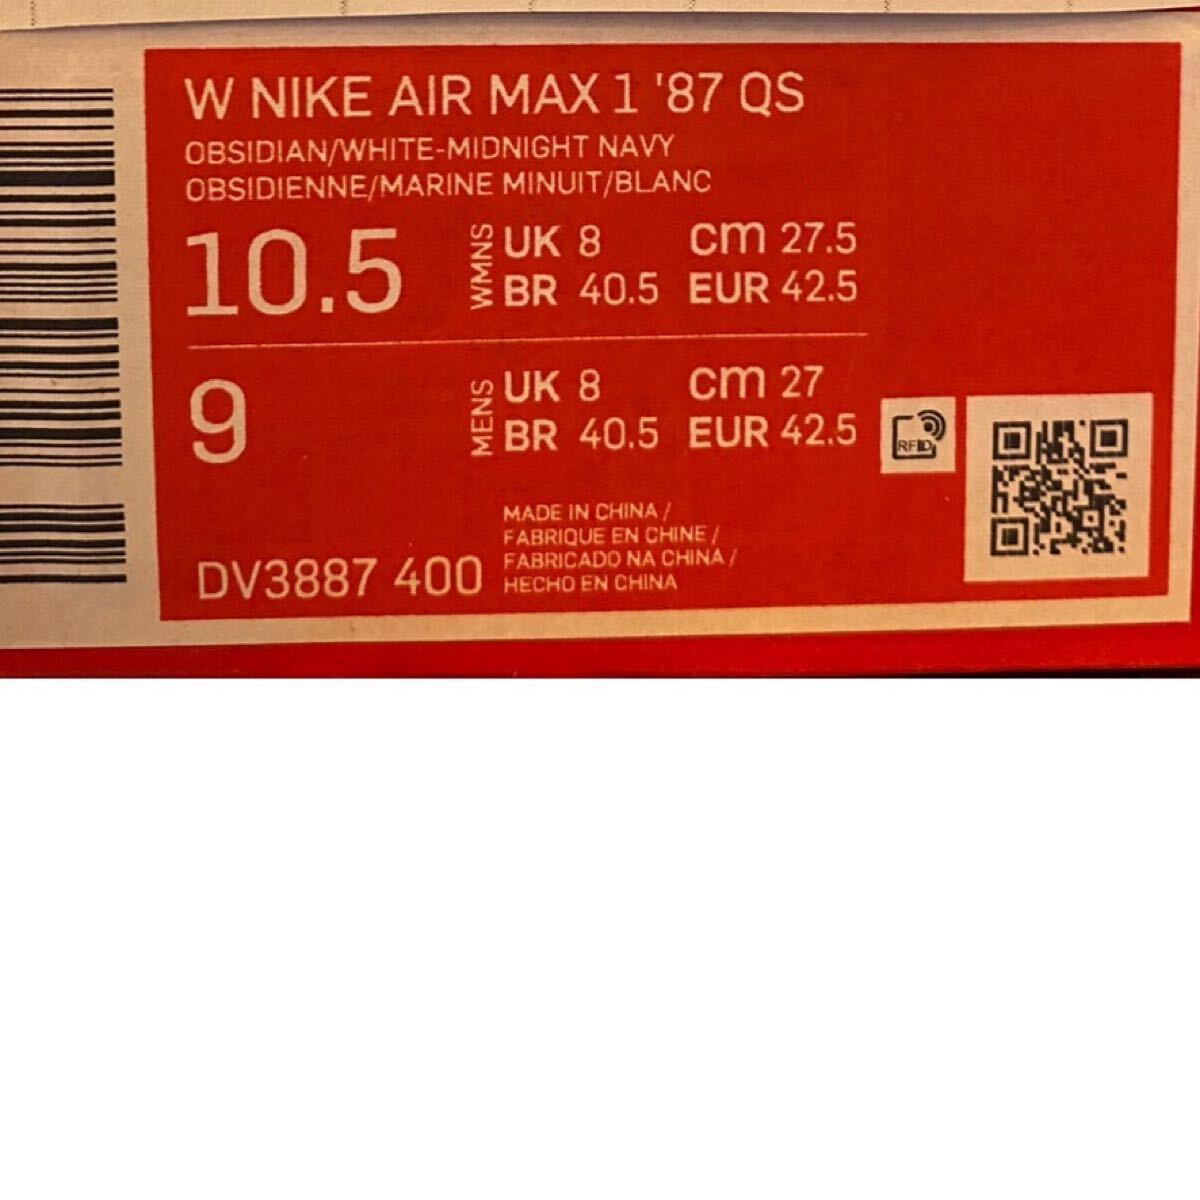 W NIKE AIR MAX 1 '87 QS
OBSIDIAN/WHITE-MIDNIGHT NAVY
OBSIDIENNE/MARINE MINUIT/BLANC
10.5 WMNS UK 8 cm 27.5
BR 40.5 EUR 42.5
9 MENS UK 8 cm 27
BR 40.5 EUR 42.5
RFID
MADE IN CHINA /
FABRIQUE EN CHINE /
FABRICADO NA CHINA /
HECHO EN CHINA
DV3887 400